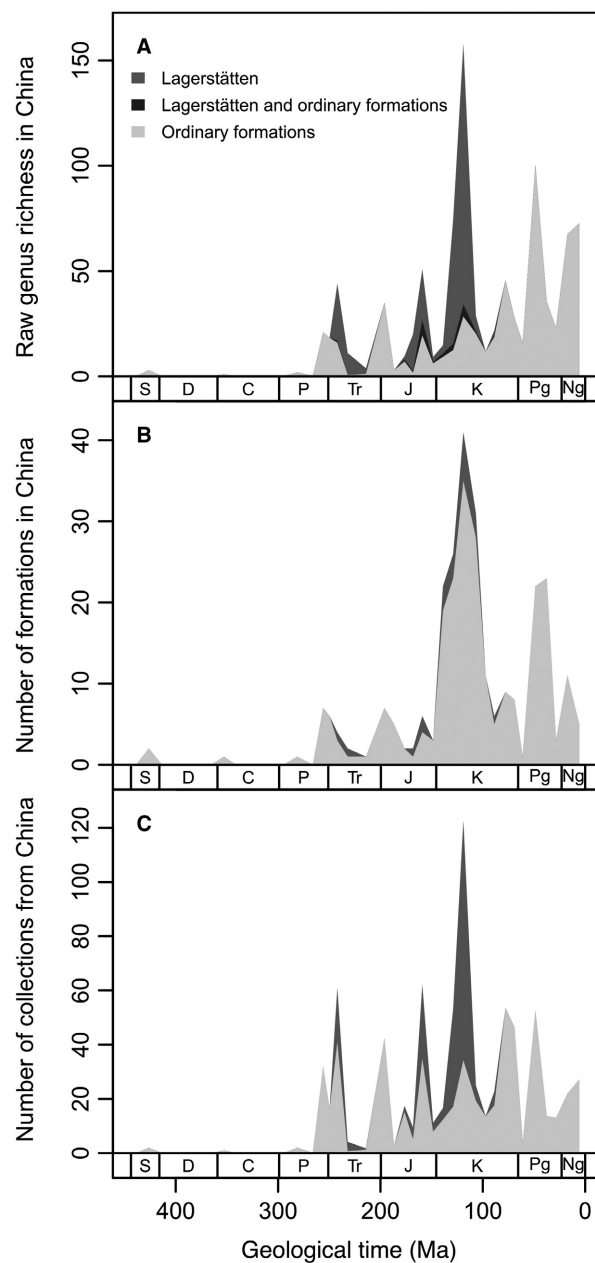 A
Lagerstätten
Lagerstätten and ordinary formations
Ordinary formations
Raw genus richness in China
150
100
50
0
S D C P Tr J K Pg Ng
B
Number of formations in China
40
30
20
10
0
S D C P Tr J K Pg Ng
C
Number of collections from China
120
100
80
60
40
20
0
S D C P Tr J K Pg Ng
400 300 200 100 0
Geological time (Ma)